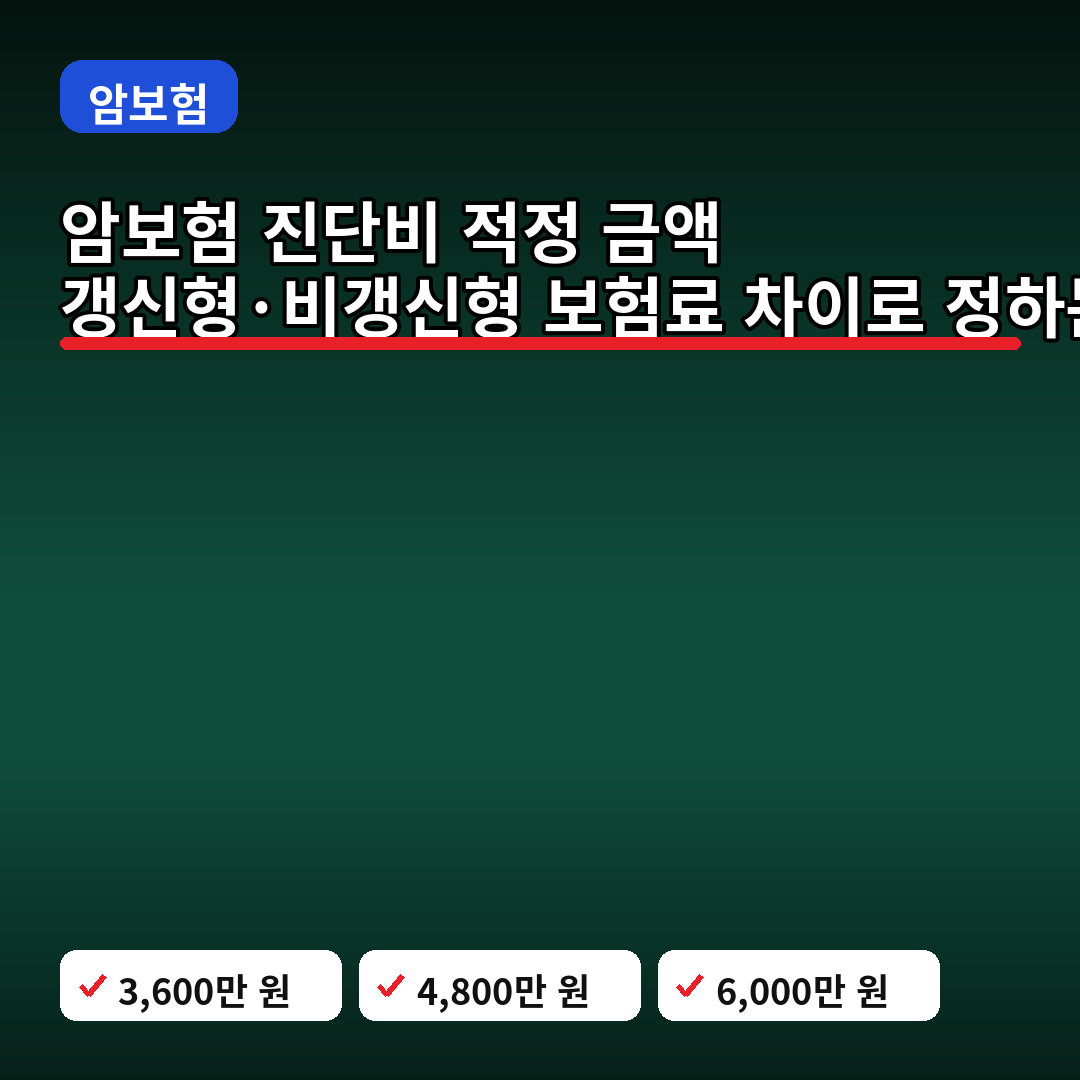 암보험
암보험 진단비 적정 금액
갱신형·비갱신형 보험료 차이로 정하
3,600만 원
4,800만 원
6,000만 원